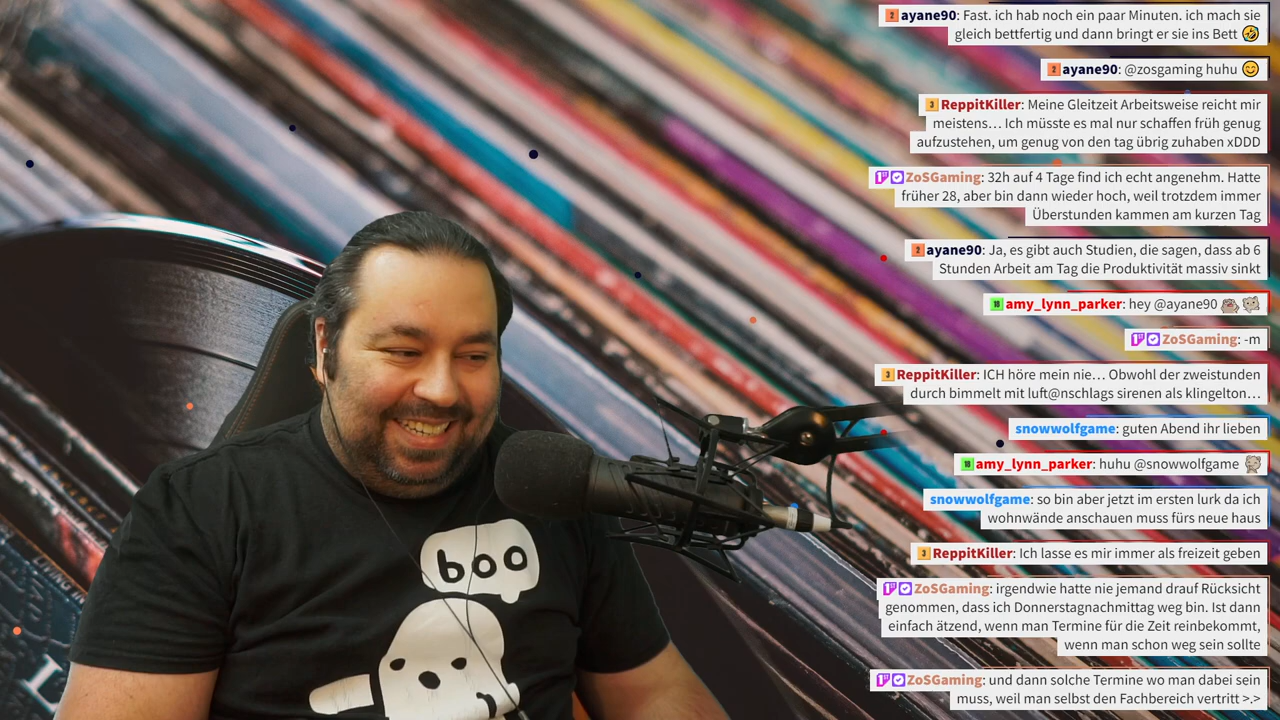 ayane90: Fast. ich hab noch ein paar Minuten. ich mach sie
gleich bettfertig und dann bringt er sie ins Bett 🤣
ayane90: @zosgaming huhu 😊
ReppitKiller: Meine Gleitzeit Arbeitsweise reicht mir
meistens… Ich müsste es mal nur schaffen früh genug
aufzustehen, um genug von den tag übrig zuhaben xDDD
ZoSGaming: 32h auf 4 Tage find ich echt angenehm. Hatte
früher 28, aber bin dann wieder hoch, weil trotzdem immer
Überstunden kammen am kurzen Tag
ayane90: Ja, es gibt auch Studien, die sagen, dass ab 6
Stunden Arbeit am Tag die Produktivität massiv sinkt
amy_lynn_parker: hey @ayane90
ZoSGaming: -m
ReppitKiller: ICH höre mein nie… Obwohl der zweistunden
durch bimmelt mit luft@nschlags sirenen als klingelton…
snowwolfgame: guten Abend ihr lieben
amy_lynn_parker: huhu @snowwolfgame
snowwolfgame: so bin aber jetzt im ersten lurk da ich
wohnwände anschauen muss fürs neue haus
ReppitKiller: Ich lasse es mir immer als freizeit geben
ZoSGaming: irgendwie hatte nie jemand drauf Rücksicht
genommen, dass ich Donnerstagnachmittag weg bin. Ist dann
einfach ätzend, wenn man Termine für die Zeit reinbekommt,
wenn man schon weg sein sollte
ZoSGaming: und dann solche Termine wo man dabei sein
muss, weil man selbst den Fachbereich vertritt >.>
boo